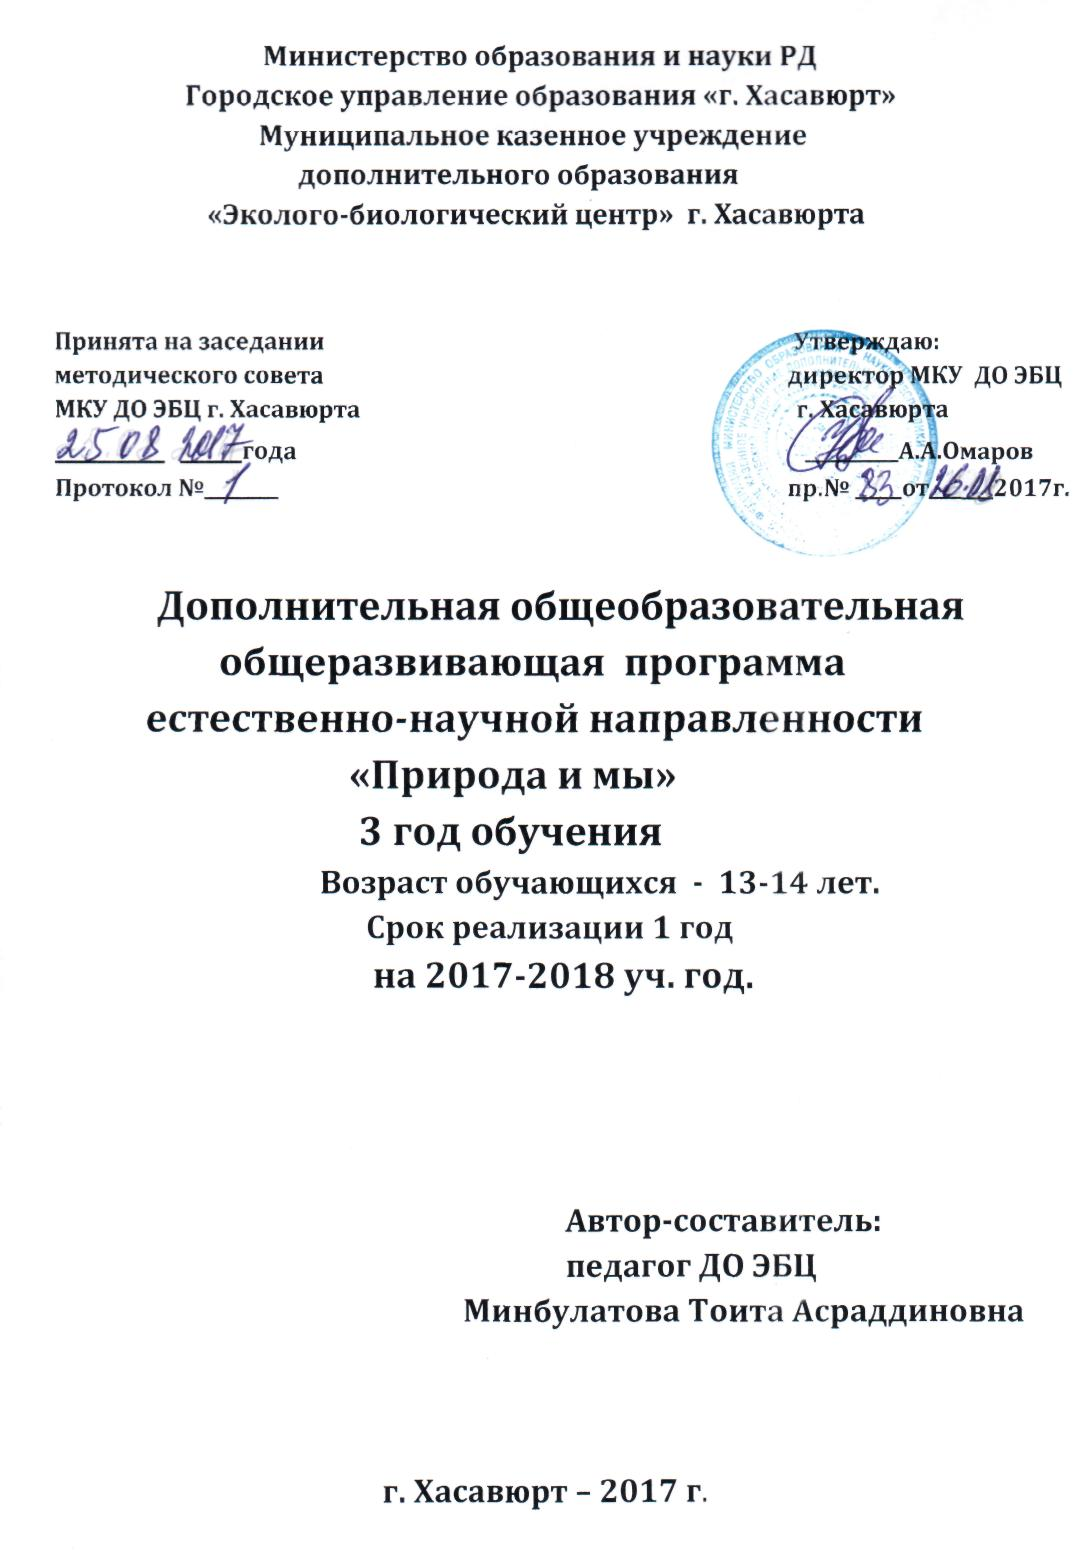 Министерство образования и науки РД
Городское управление образования «г. Хасавюрт»
Муниципальное казенное учреждение
дополнительного образования
«Эколого-биологический центр» г. Хасавюрта
Принята на заседании
методического совета
МКУ ДО ЭБЦ г. Хасавюрта
25 08 2017 года
Протокол № 1
Утверждаю:
директор МКУ ДО ЭБЦ
г. Хасавюрта
________А.А.Омаров
пр.№ 83 от 26.08 2017г.
Дополнительная общеобразовательная
общеразвивающая программа
естественно-научной направленности
«Природа и мы»
3 год обучения
Возраст обучающихся - 13-14 лет.
Срок реализации 1 год
на 2017-2018 уч. год.
Автор-составитель:
педагог ДО ЭБЦ
Минбулатова Тоита Асраддиновна
г. Хасавюрт – 2017 г.